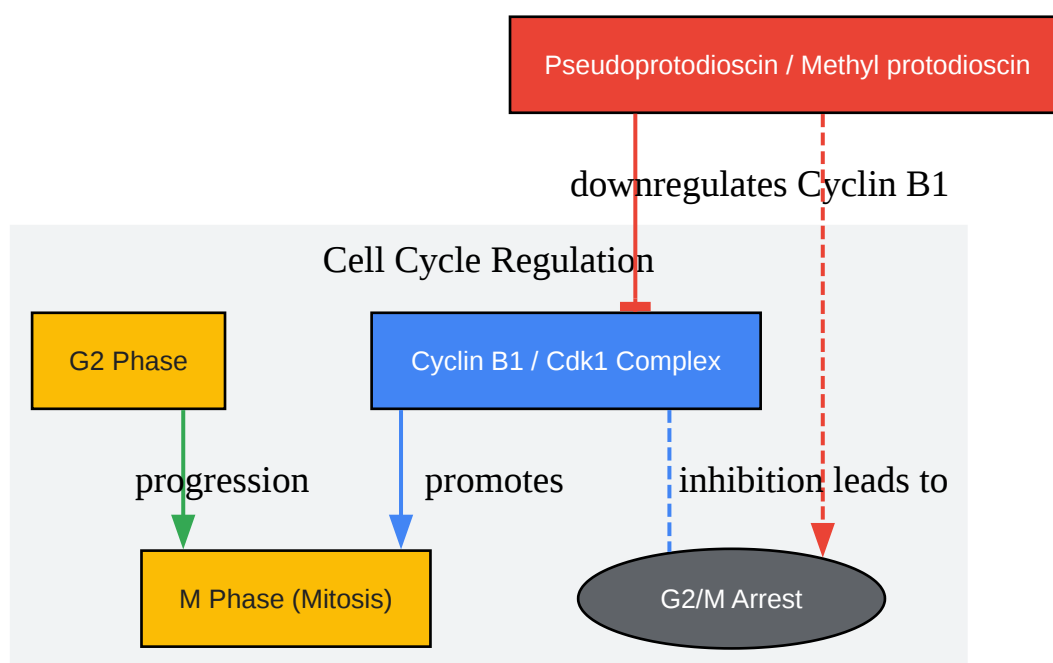 Pseudoprotodioscin / Methyl protodioscin
downregulates Cyclin B1
Cell Cycle Regulation
G2 Phase
Cyclin B1 / Cdk1 Complex
progression
promotes
inhibition leads to
M Phase (Mitosis)
G2/M Arrest